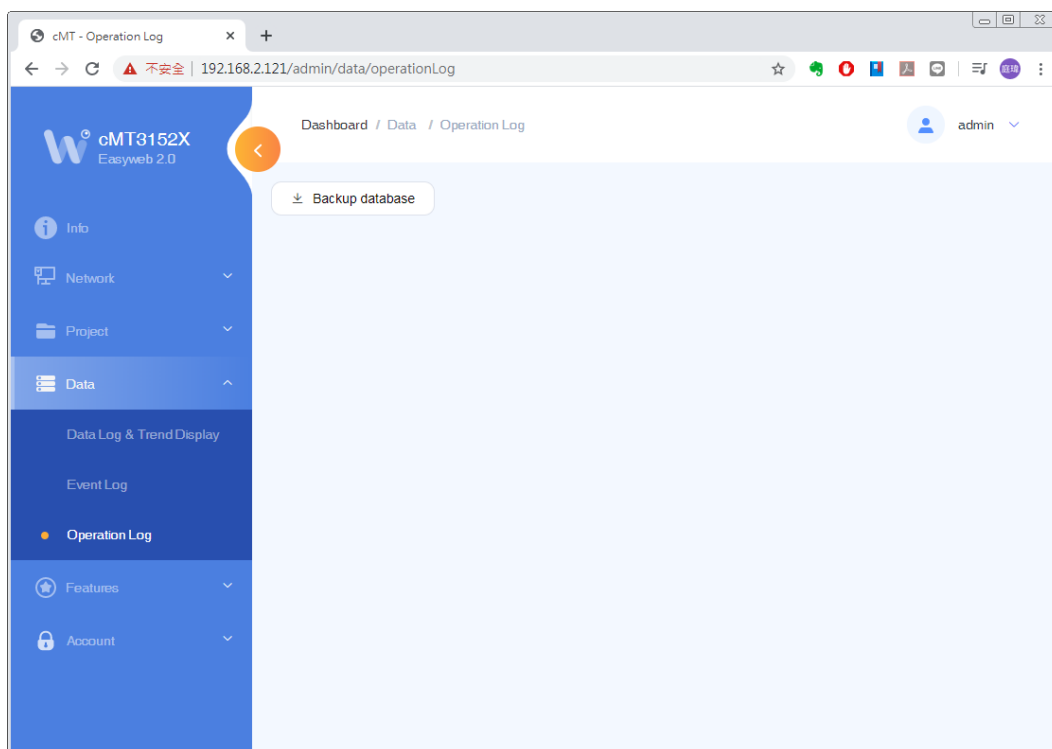 cMT - Operation Log
不安全 192.168.2.121/admin/data/operationLog
cMT3152X
Easyweb 2.0
Dashboard / Data / Operation Log
admin
Backup database
Info
Network
Project
Data
Data Log & Trend Display
Event Log
Operation Log
Features
Account